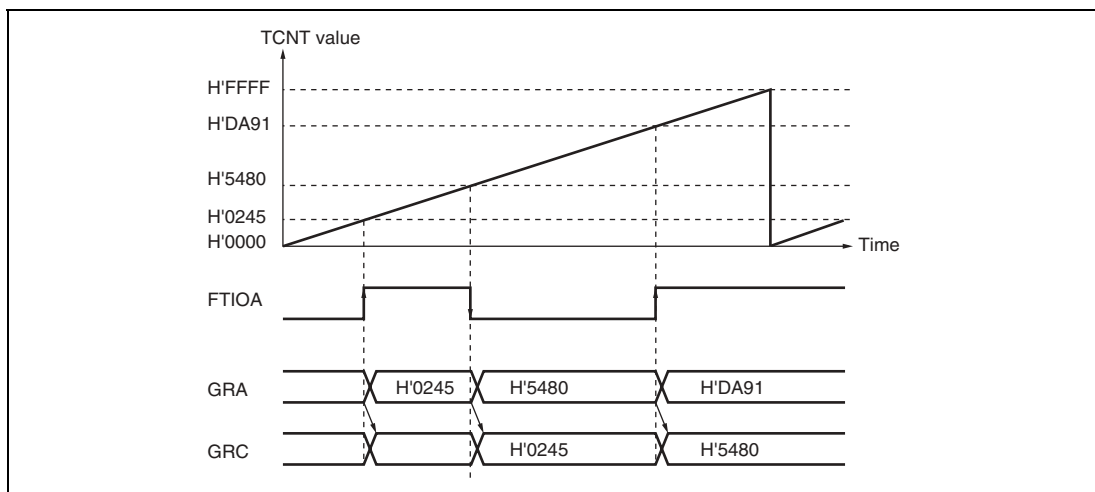 TCNT value
H'FFFF
H'DA91
H'5480
H'0245
H'0000
Time
FTIOA
GRA H'0245 H'5480 H'DA91
GRC H'0245 H'5480